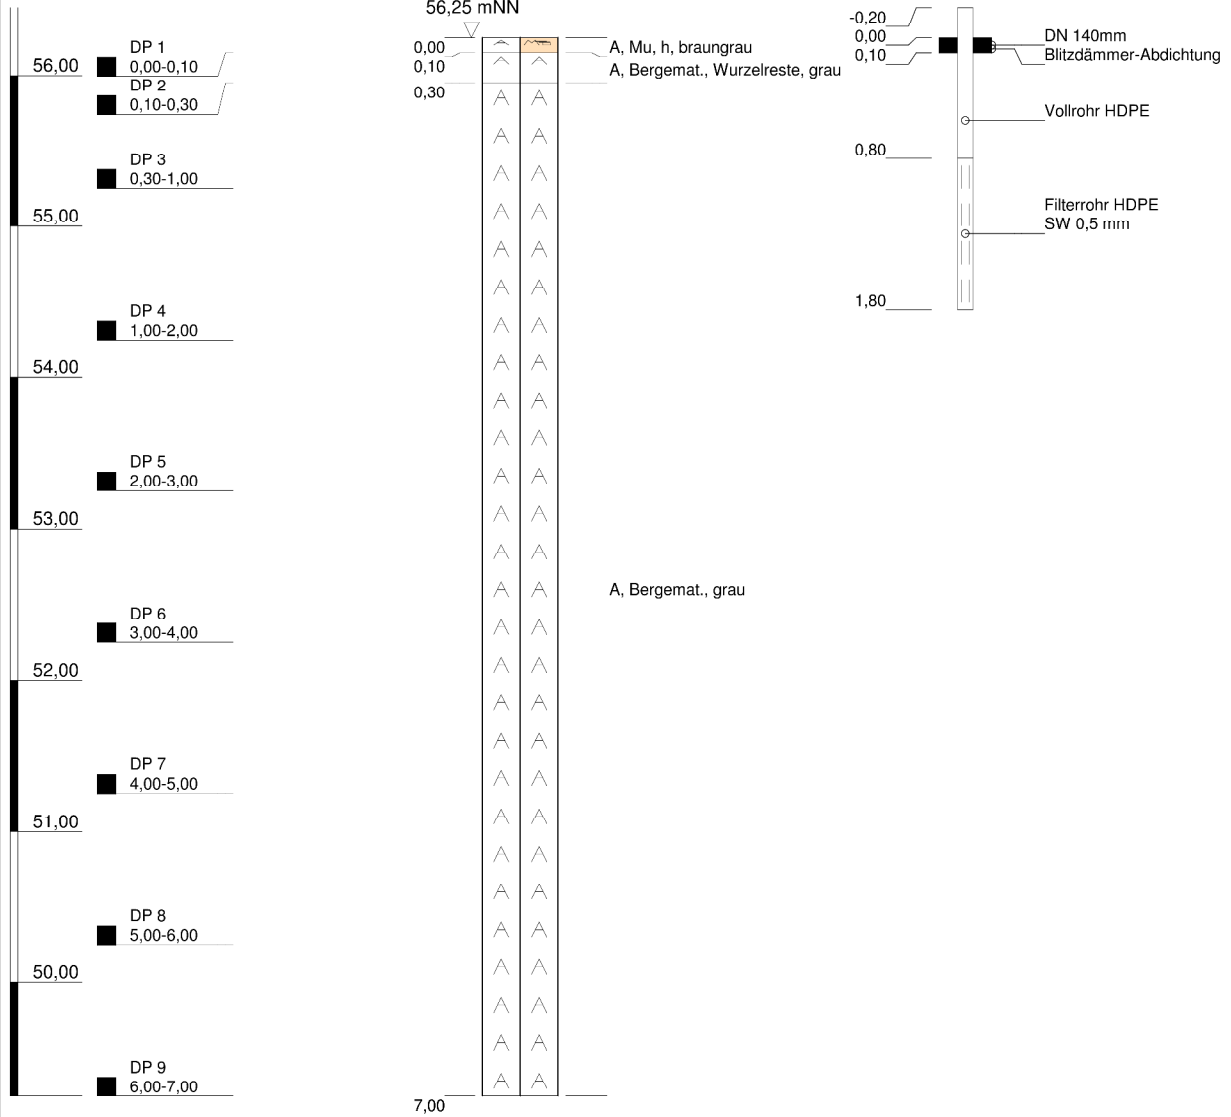 56,25 mNN
56,00
55,00
54,00
53,00
52,00
51,00
50,00
DP 1
0,00-0,10
DP 2
0,10-0,30
DP 3
0,30-1,00
DP 4
1,00-2,00
DP 5
2,00-3,00
DP 6
3,00-4,00
DP 7
4,00-5,00
DP 8
5,00-6,00
DP 9
6,00-7,00
0,00
0,10
0,30
7,00
A, Mu, h, braungrau
A, Bergemat., Wurzelreste, grau
A, Bergemat., grau
-0,20
0,00
0,10
0,80
1,80
DN 140mm
Blitzdämmer-Abdichtung
Vollrohr HDPE
Filterrohr HDPE
SW 0,5 mm